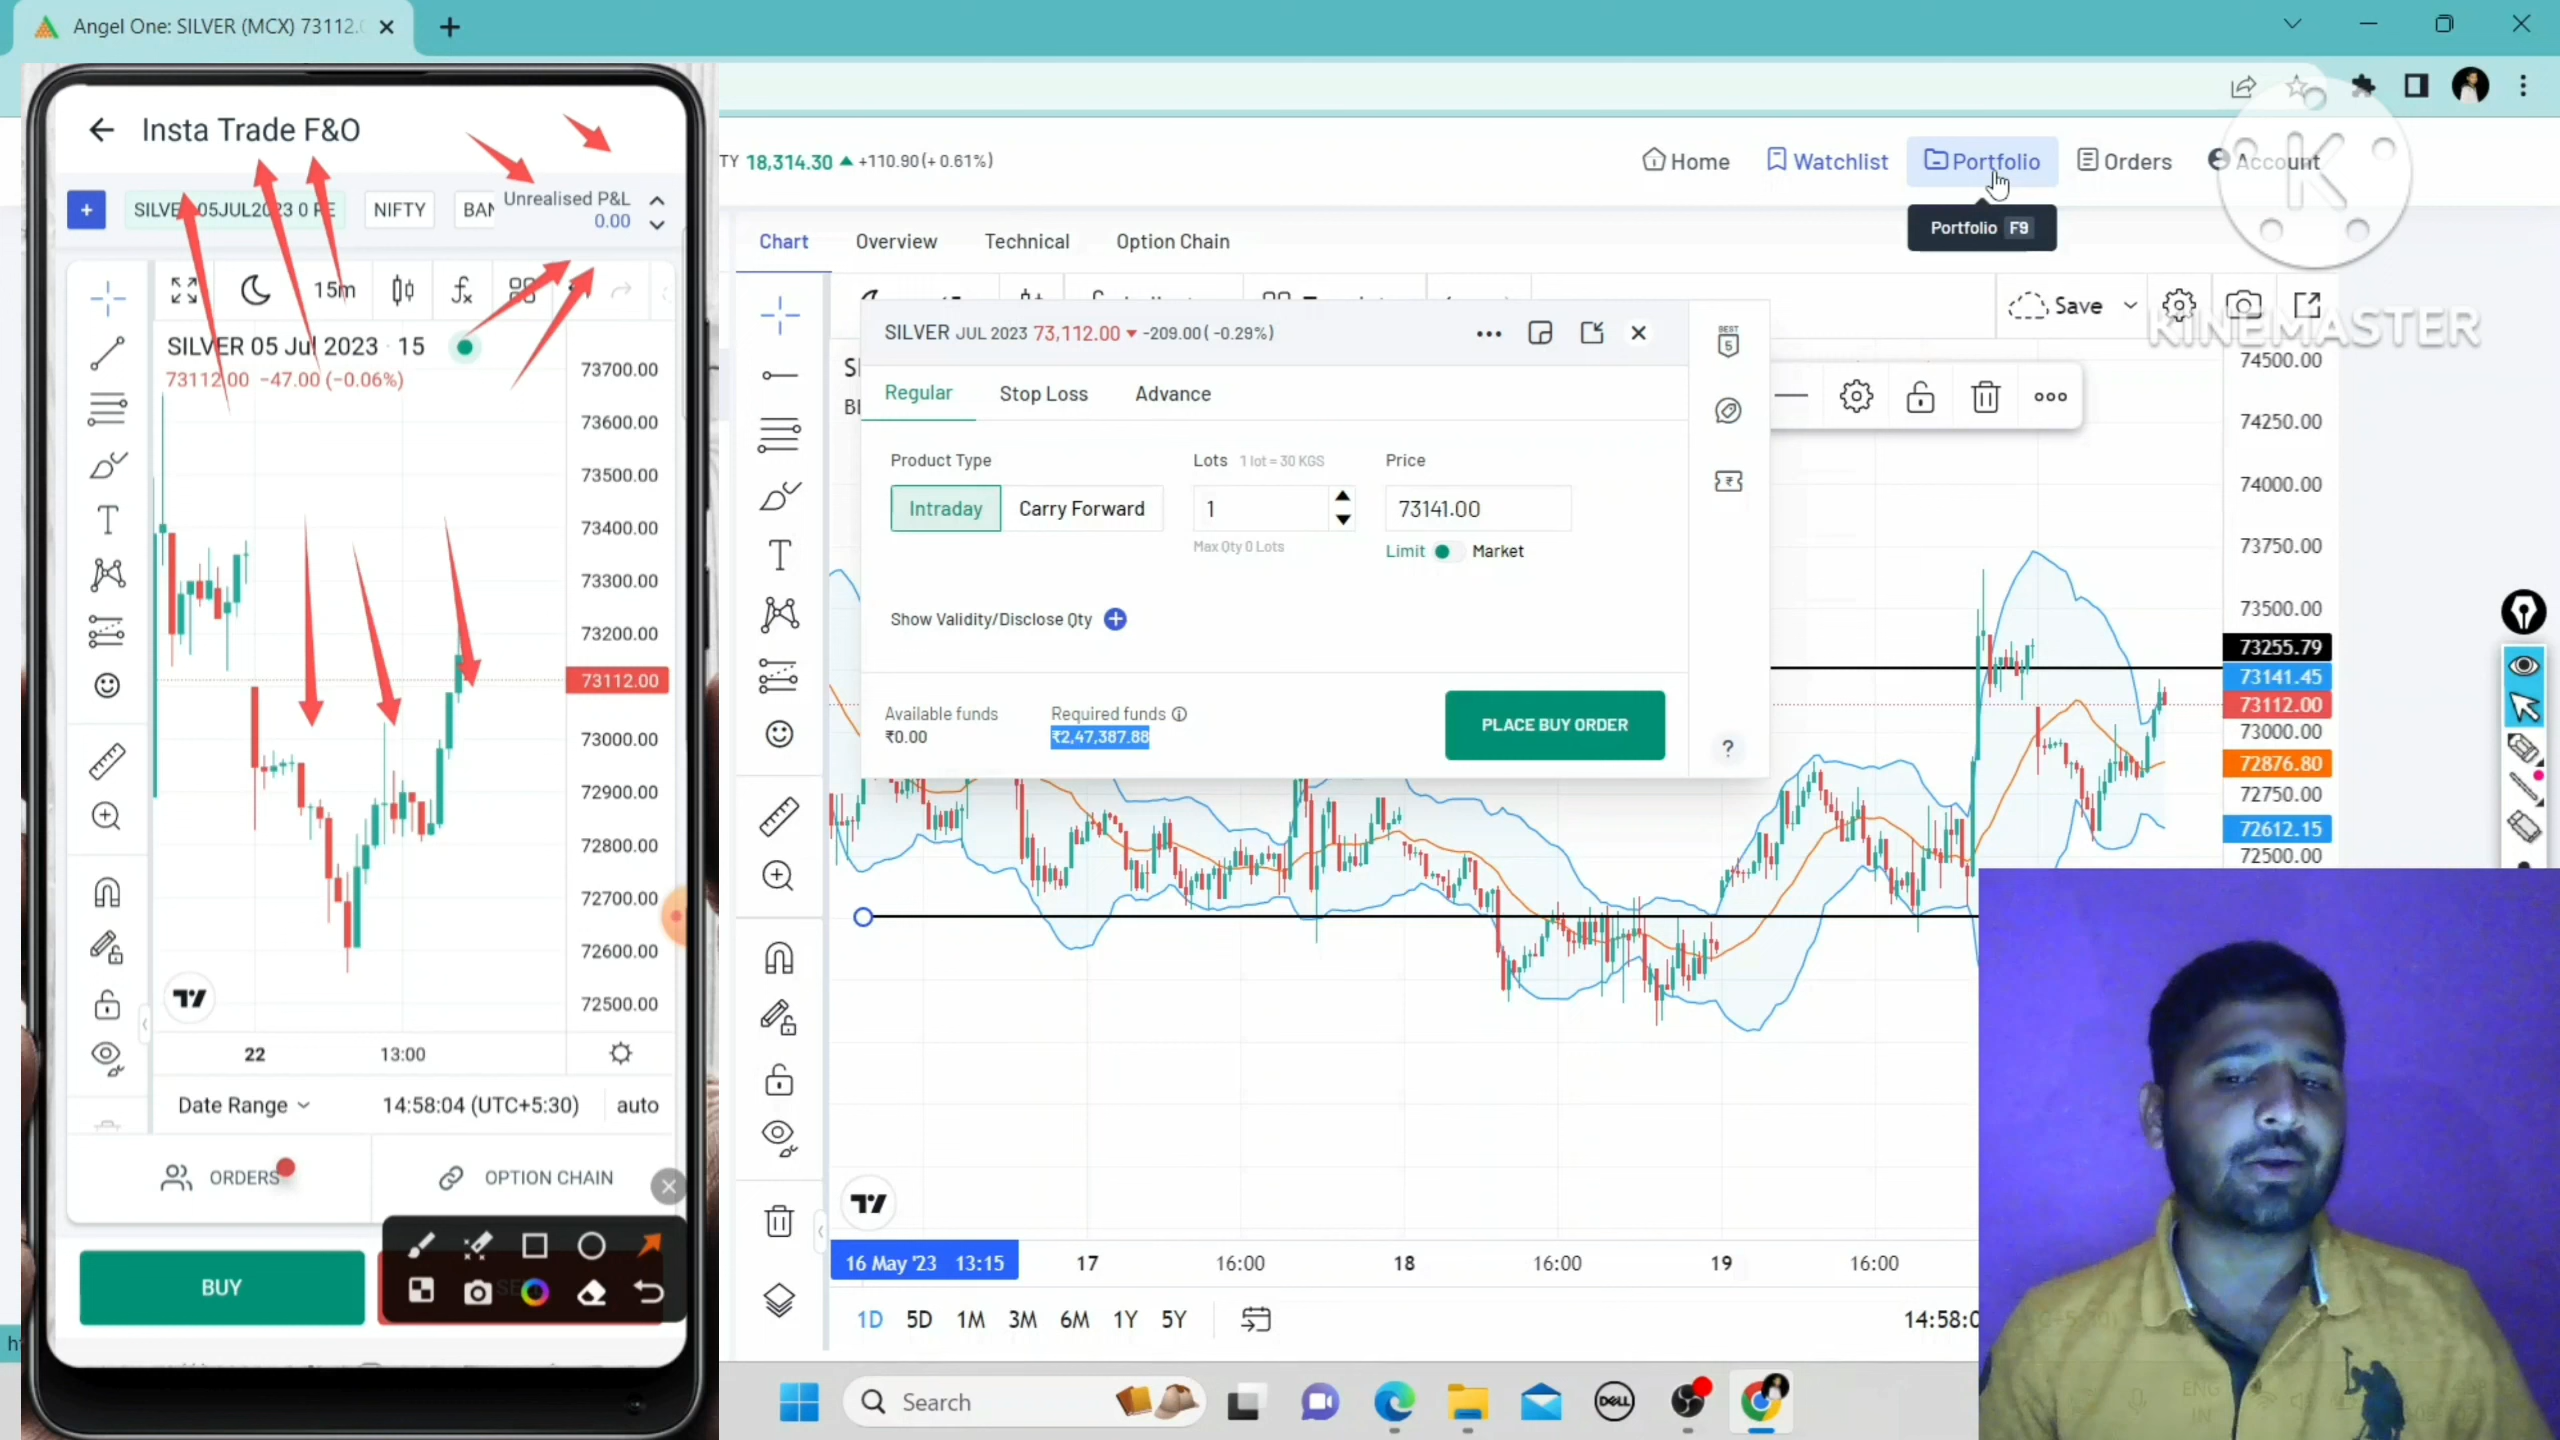 Angel One: SILVER (MCX) 73112.0
Insta Trade F&O
SILVER 05JUL2023 0 PE
NIFTY
BAN
Unrealised P&L
0.00
15m
SILVER 05 Jul 2023 · 15
73112.00 −47.00 (−0.06%)
73700.00
73600.00
73500.00
73400.00
73300.00
73200.00
73112.00
73000.00
72900.00
72800.00
72700.00
72600.00
72500.00
22
13:00
Date Range
14:58:04 (UTC+5:30)
auto
ORDERS
OPTION CHAIN
BUY
TY 18,314.30 +110.90(+ 0.61%)
Home
Watchlist
Portfolio
Orders
Account
Portfolio F9
KINEMASTER
Chart
Overview
Technical
Option Chain
Save
SILVER JUL 2023 73,112.00 -209.00( -0.29%)
BEST
5
Regular
Stop Loss
Advance
Product Type
Lots 1 lot = 30 KGS
Price
Intraday
Carry Forward
1
73141.00
Max Qty 0 Lots
Limit
Market
Show Validity/Disclose Qty
Available funds
Required funds
₹0.00
₹2,47,387.88
PLACE BUY ORDER
?
74500.00
74250.00
74000.00
73750.00
73500.00
73255.79
73141.45
73112.00
73000.00
72876.80
72750.00
72612.15
72500.00
16 May '23 13:15
17
16:00
18
16:00
19
16:00
1D
5D
1M
3M
6M
1Y
5Y
14:58:0
Search
DELL
ENG
IN